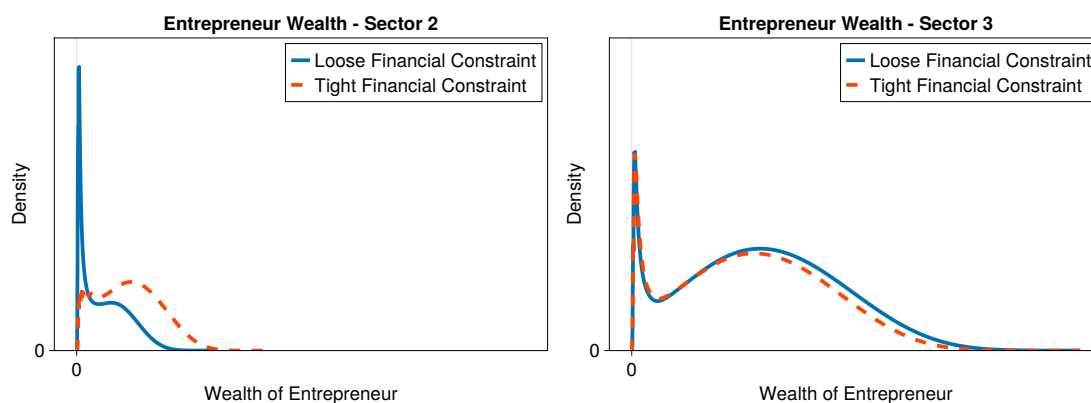 Entrepreneur Wealth - Sector 2
Loose Financial Constraint
Tight Financial Constraint
Density
0
0
Wealth of Entrepreneur
Entrepreneur Wealth - Sector 3
Loose Financial Constraint
Tight Financial Constraint
Density
0
0
Wealth of Entrepreneur